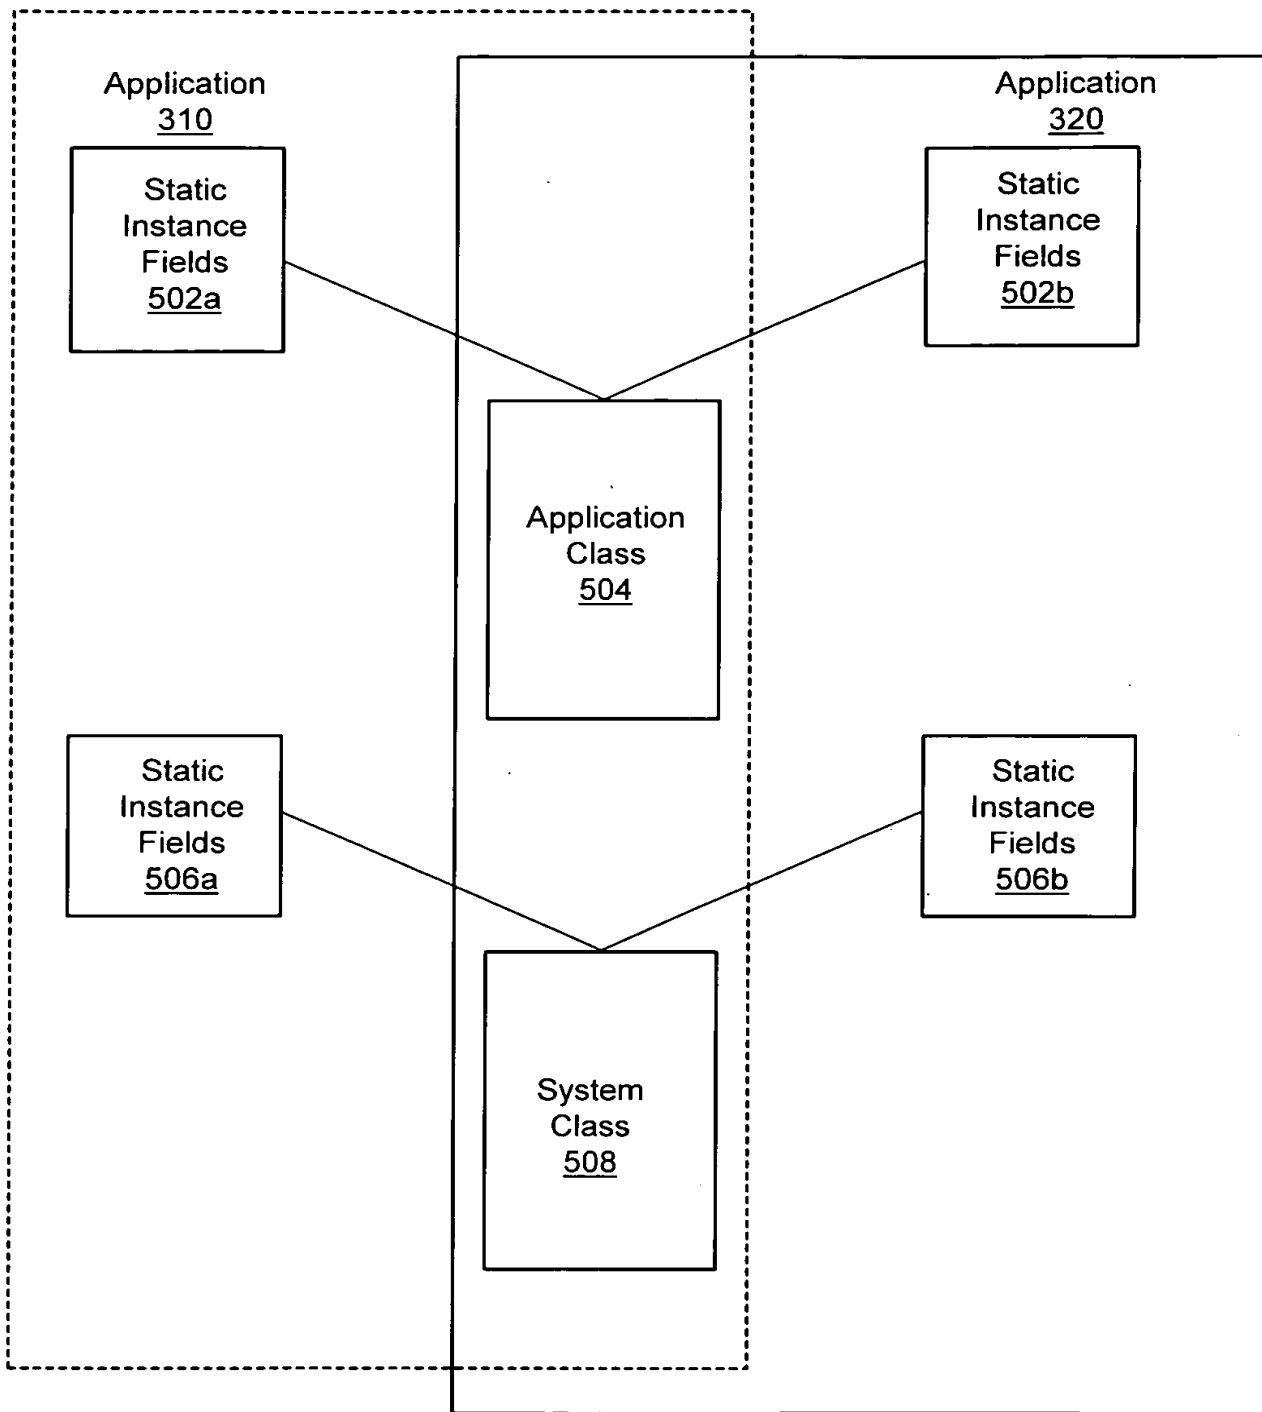 Application
310
Application
320
Static
Instance
Fields
502a
Static
Instance
Fields
502b
Application
Class
504
Static
Instance
Fields
506a
Static
Instance
Fields
506b
System
Class
508